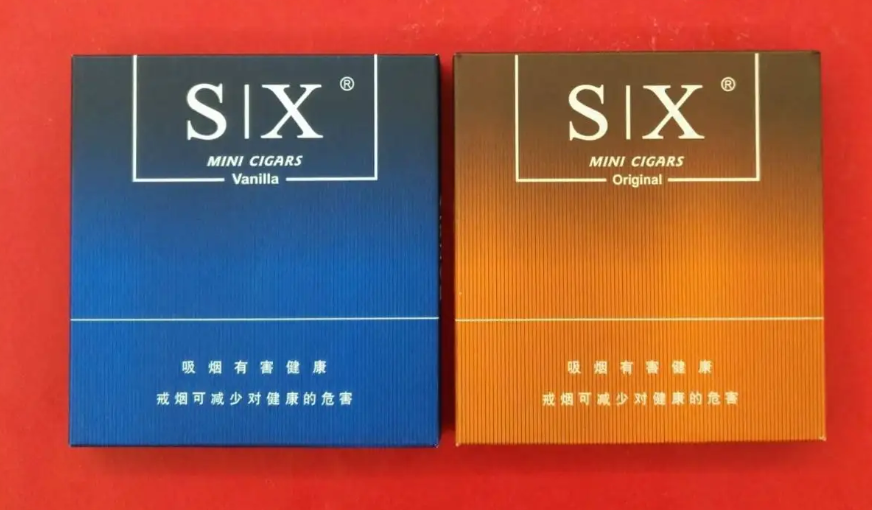 S|X ®
MINI CIGARS
Vanilla
吸烟有害健康
戒烟可减少对健康的危害
S|X ®
MINI CIGARS
Original
吸烟有害健康
戒烟可减少对健康的危害